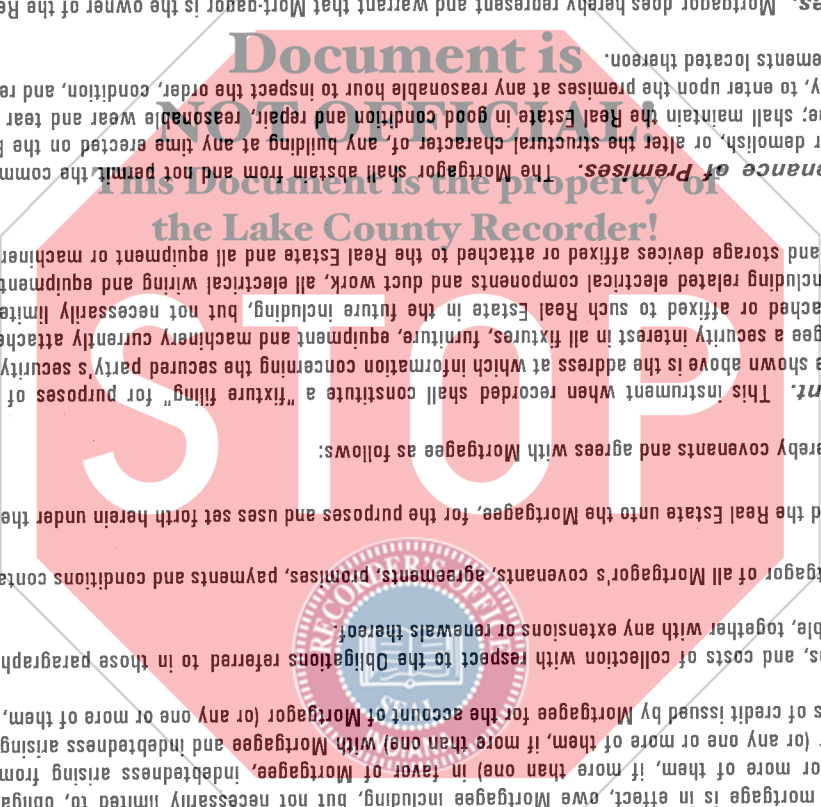 Document is
NOT OFFICIAL!
This Document is the property of
the Lake County Recorder!
STOP
RECORDER'S OFFICE
SEAL
INDIANA
mortgage is in effect, owe Mortgagee including, but not necessarily limited to, obliga
or more of them, if more than one) in favor of Mortgagee, indebtedness arising from
(or any one or more of them, if more than one) with Mortgagee and indebtedness arising
s of credit issued by Mortgagee for the account of Mortgagor (or any one or more of them,
s, and costs of collection with respect to the Obligations referred to in those paragraph
ble, together with any extensions or renewals thereof.
tgagor of all Mortgagor's covenants, agreements, promises, payments and conditions conta
d the Real Estate unto the Mortgagee, for the purposes and uses set forth herein under the
ereby covenants and agrees with Mortgagee as follows:
nt. This instrument when recorded shall constitute a "fixture filing" for purposes of
e shown above is the address at which information concerning the secured party's security
gee a security interest in all fixtures, furniture, equipment and machinery currently attache
ached or affixed to such Real Estate in the future including, but not necessarily limite
cluding related electrical components and duct work, all electrical wiring and equipment
and storage devices affixed or attached to the Real Estate and all equipment or machiner
enance of Premises. The Mortgagor shall abstain from and not permit the comm
r demolish, or alter the structural character of, any building at any time erected on the R
ee; shall maintain the Real Estate in good condition and repair, reasonable wear and tear
y, to enter upon the premises at any reasonable hour to inspect the order, condition, and re
ements located thereon.
es. Mortgagor does hereby represent and warrant that Mort-gagor is the owner of the Re